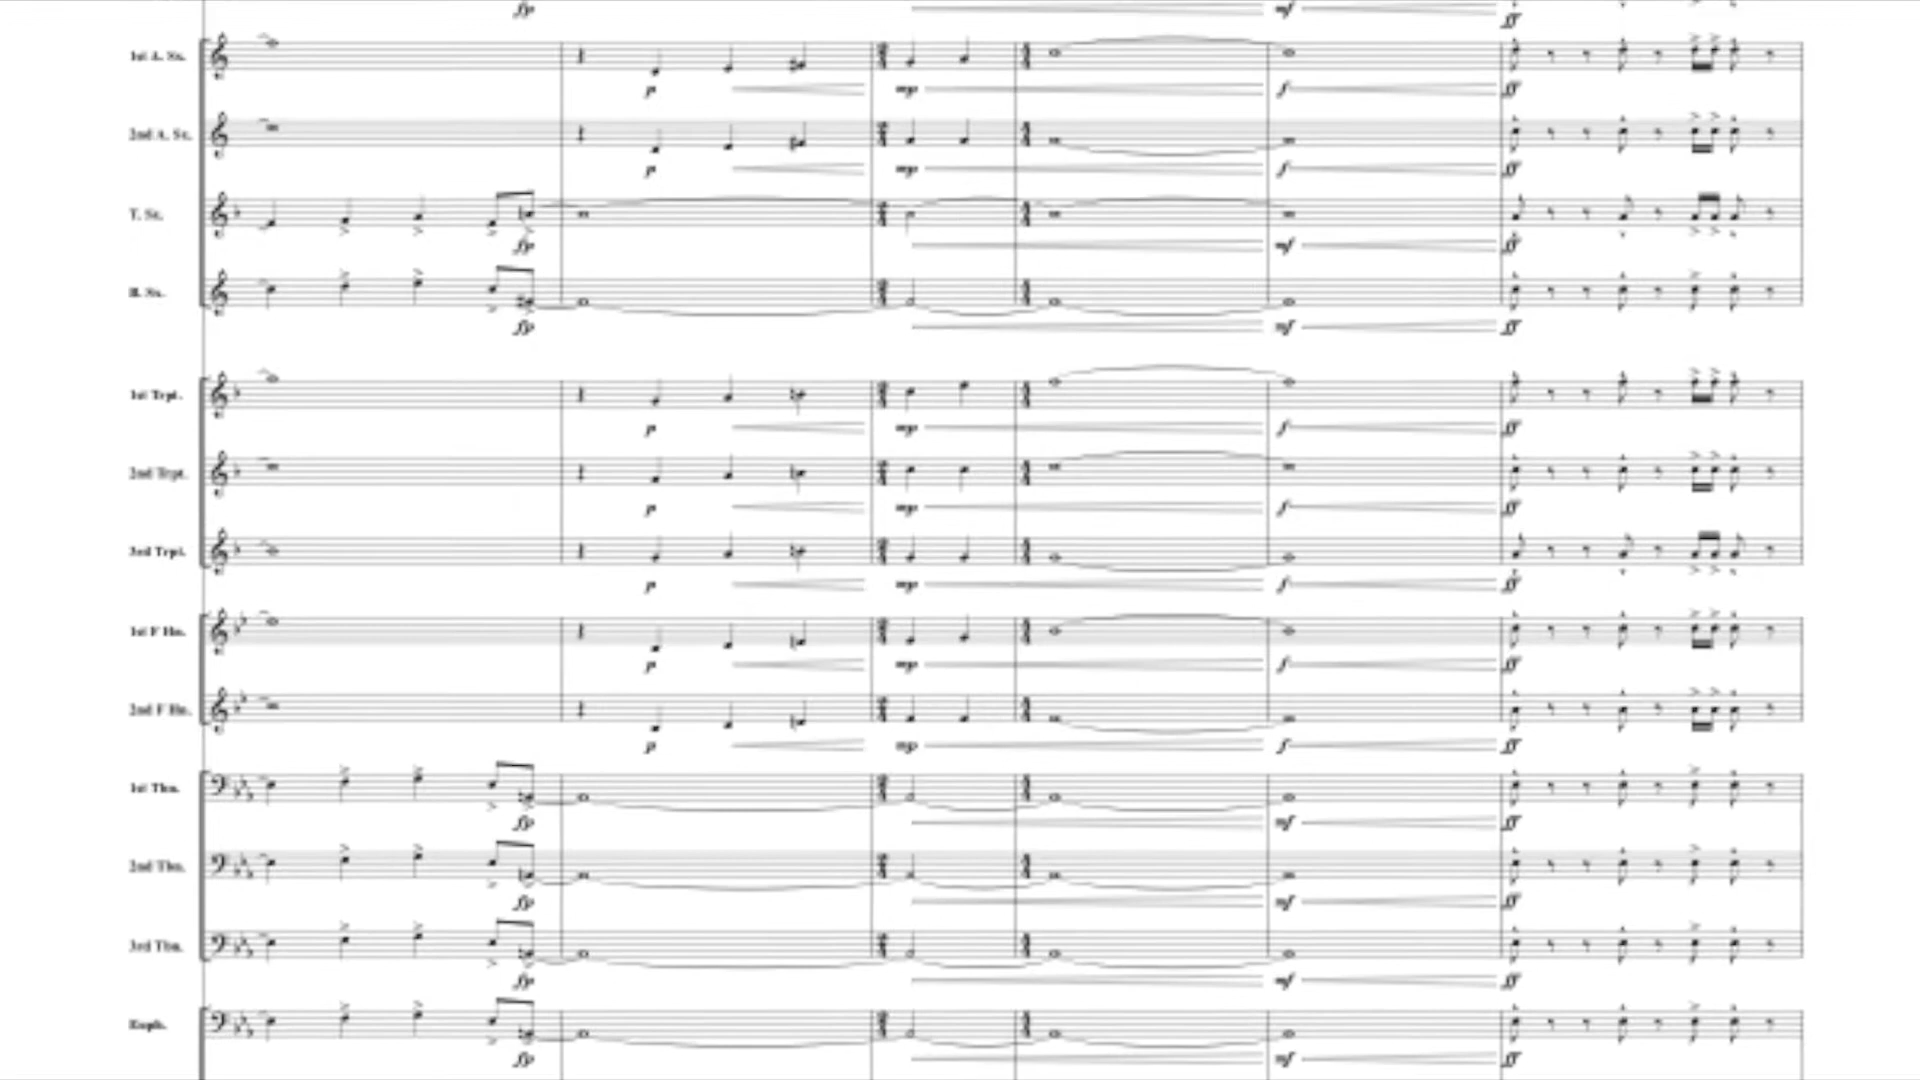 fp mf ff
1st A. Sx.
p mp f ff
2nd A. Sx.
p mp f ff
T. Sx.
fp mf ff
B. Sx.
fp mf ff
1st Trpt.
p mp f ff
2nd Trpt.
p mp f ff
3rd Trpt.
p mp f ff
1st F Hn.
p mp f ff
2nd F Hn.
p mp f ff
1st Tbn.
fp mf ff
2nd Tbn.
fp mf ff
3rd Tbn.
fp mf ff
Euph.
fp mf ff